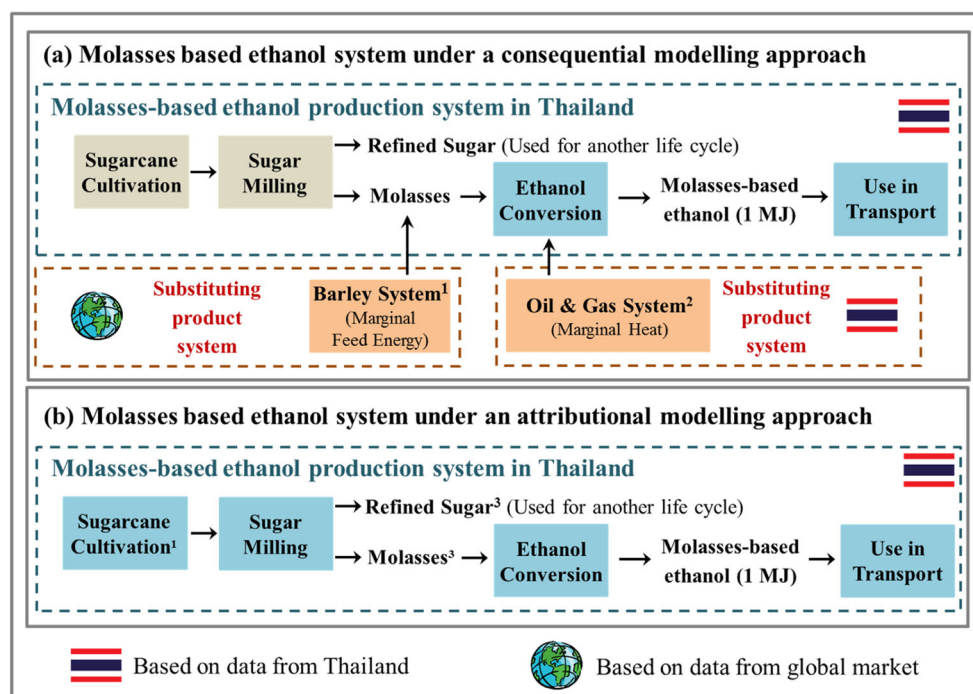 (a) Molasses based ethanol system under a consequential modelling approach
Molasses-based ethanol production system in Thailand
Sugarcane
Cultivation
Sugar
Milling
Refined Sugar (Used for another life cycle)
Molasses
Ethanol
Conversion
Molasses-based
ethanol (1 MJ)
Use in
Transport
Substituting
product
system
Barley System¹
(Marginal
Feed Energy)
Oil & Gas System²
(Marginal Heat)
Substituting
product
system
(b) Molasses based ethanol system under an attributional modelling approach
Molasses-based ethanol production system in Thailand
Sugarcane
Cultivation¹
Sugar
Milling
Refined Sugar³ (Used for another life cycle)
Molasses³
Ethanol
Conversion
Molasses-based
ethanol (1 MJ)
Use in
Transport
Based on data from Thailand
Based on data from global market